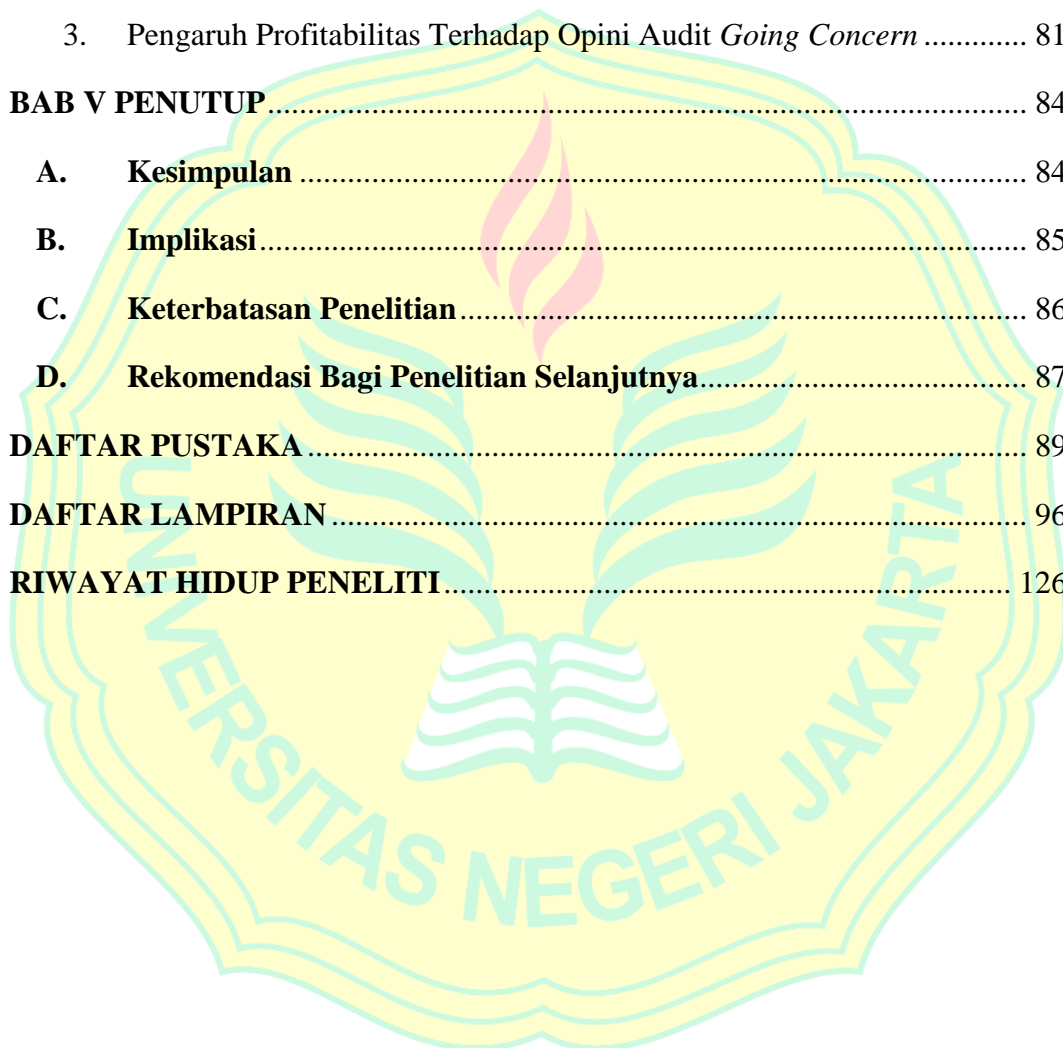 3. Pengaruh Profitabilitas Terhadap Opini Audit Going Concern ............. 81
BAB V PENUTUP .................................................................................. 84
A. Kesimpulan ................................................................................ 84
B. Implikasi .................................................................................... 85
C. Keterbatasan Penelitian .............................................................. 86
D. Rekomendasi Bagi Penelitian Selanjutnya ................................... 87
DAFTAR PUSTAKA .............................................................................. 89
DAFTAR LAMPIRAN ............................................................................ 96
RIWAYAT HIDUP PENELITI ................................................................ 126
UNIVERSITAS NEGERI JAKARTA